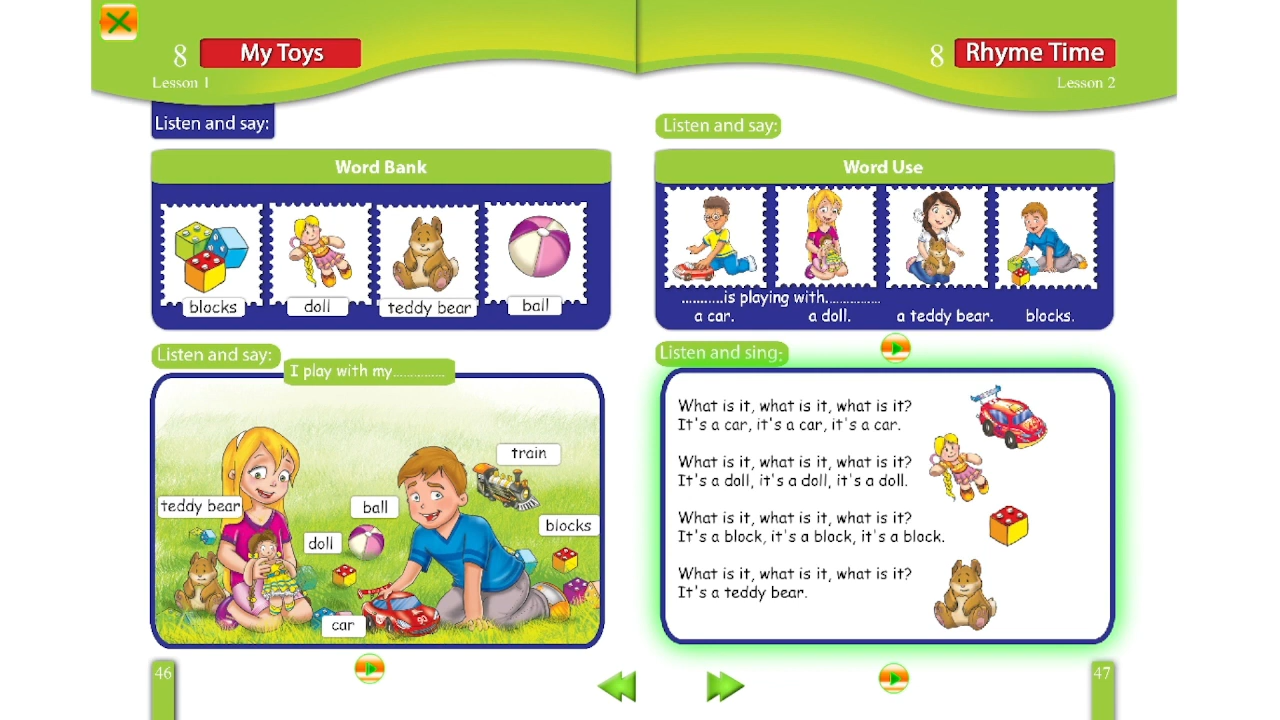 8 My Toys
Lesson 1
Listen and say:
Word Bank
blocks
doll
teddy bear
ball
Listen and say:
I play with my..............
teddy bear
doll
ball
train
blocks
car
46
8 Rhyme Time
Lesson 2
Listen and say:
Word Use
...........is playing with...............
a car.
a doll.
a teddy bear.
blocks.
Listen and sing:
What is it, what is it, what is it?
It's a car, it's a car, it's a car.
What is it, what is it, what is it?
It's a doll, it's a doll, it's a doll.
What is it, what is it, what is it?
It's a block, it's a block, it's a block.
What is it, what is it, what is it?
It's a teddy bear.
47